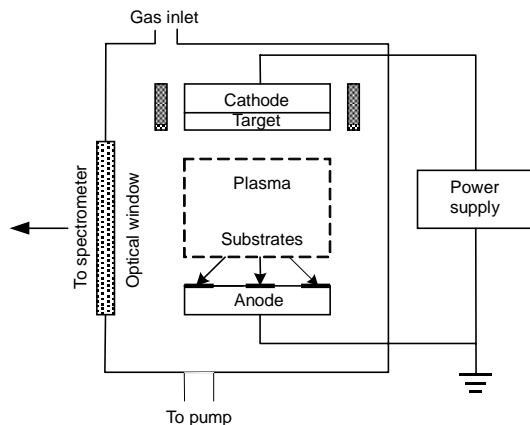 Gas inlet
Cathode
Target
Plasma
Substrates
Anode
Power
supply
To spectrometer
Optical window
To pump